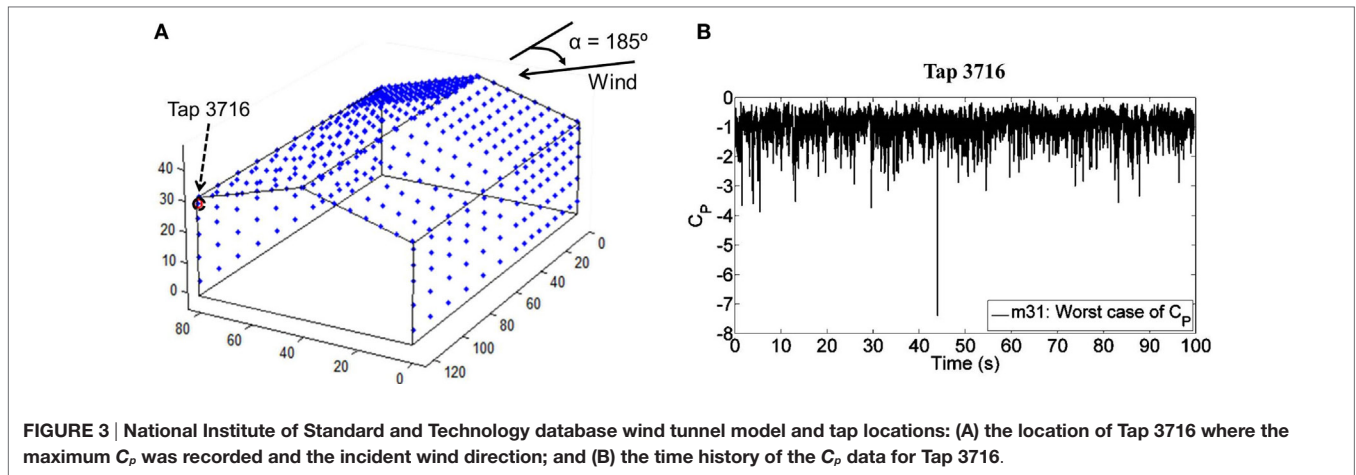 A
α = 185º
Wind
Tap 3716
40
30
20
10
0
80
60
40
20
0
120
100
80
60
40
20
0
B
Tap 3716
0
-1
-2
-3
-4
-5
-6
-7
-8
C_P
m31: Worst case of C_P
0 10 20 30 40 50 60 70 80 90 100
Time (s)
FIGURE 3 | National Institute of Standard and Technology database wind tunnel model and tap locations: (A) the location of Tap 3716 where the
maximum C_p was recorded and the incident wind direction; and (B) the time history of the C_p data for Tap 3716.